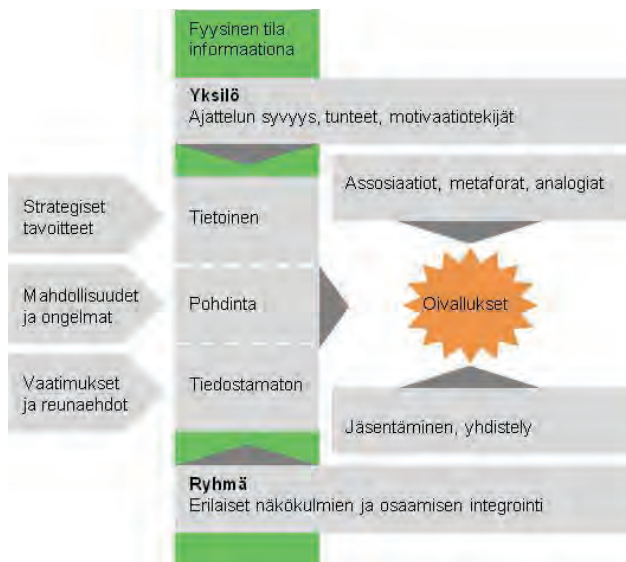 Fyysinen tila
informaationa
Yksilö
Ajattelun syvyys, tunteet, motivaatiotekijät
Assosiaatiot, metaforat, analogiat
Strategiset
tavoitteet
Tietoinen
Mahdollisuudet
ja ongelmat
Pohdinta
Oivallukset
Vaatimukset
ja reunaehdot
Tiedostamaton
Jäsentäminen, yhdistely
Ryhmä
Erilaiset näkökulmien ja osaamisen integrointi